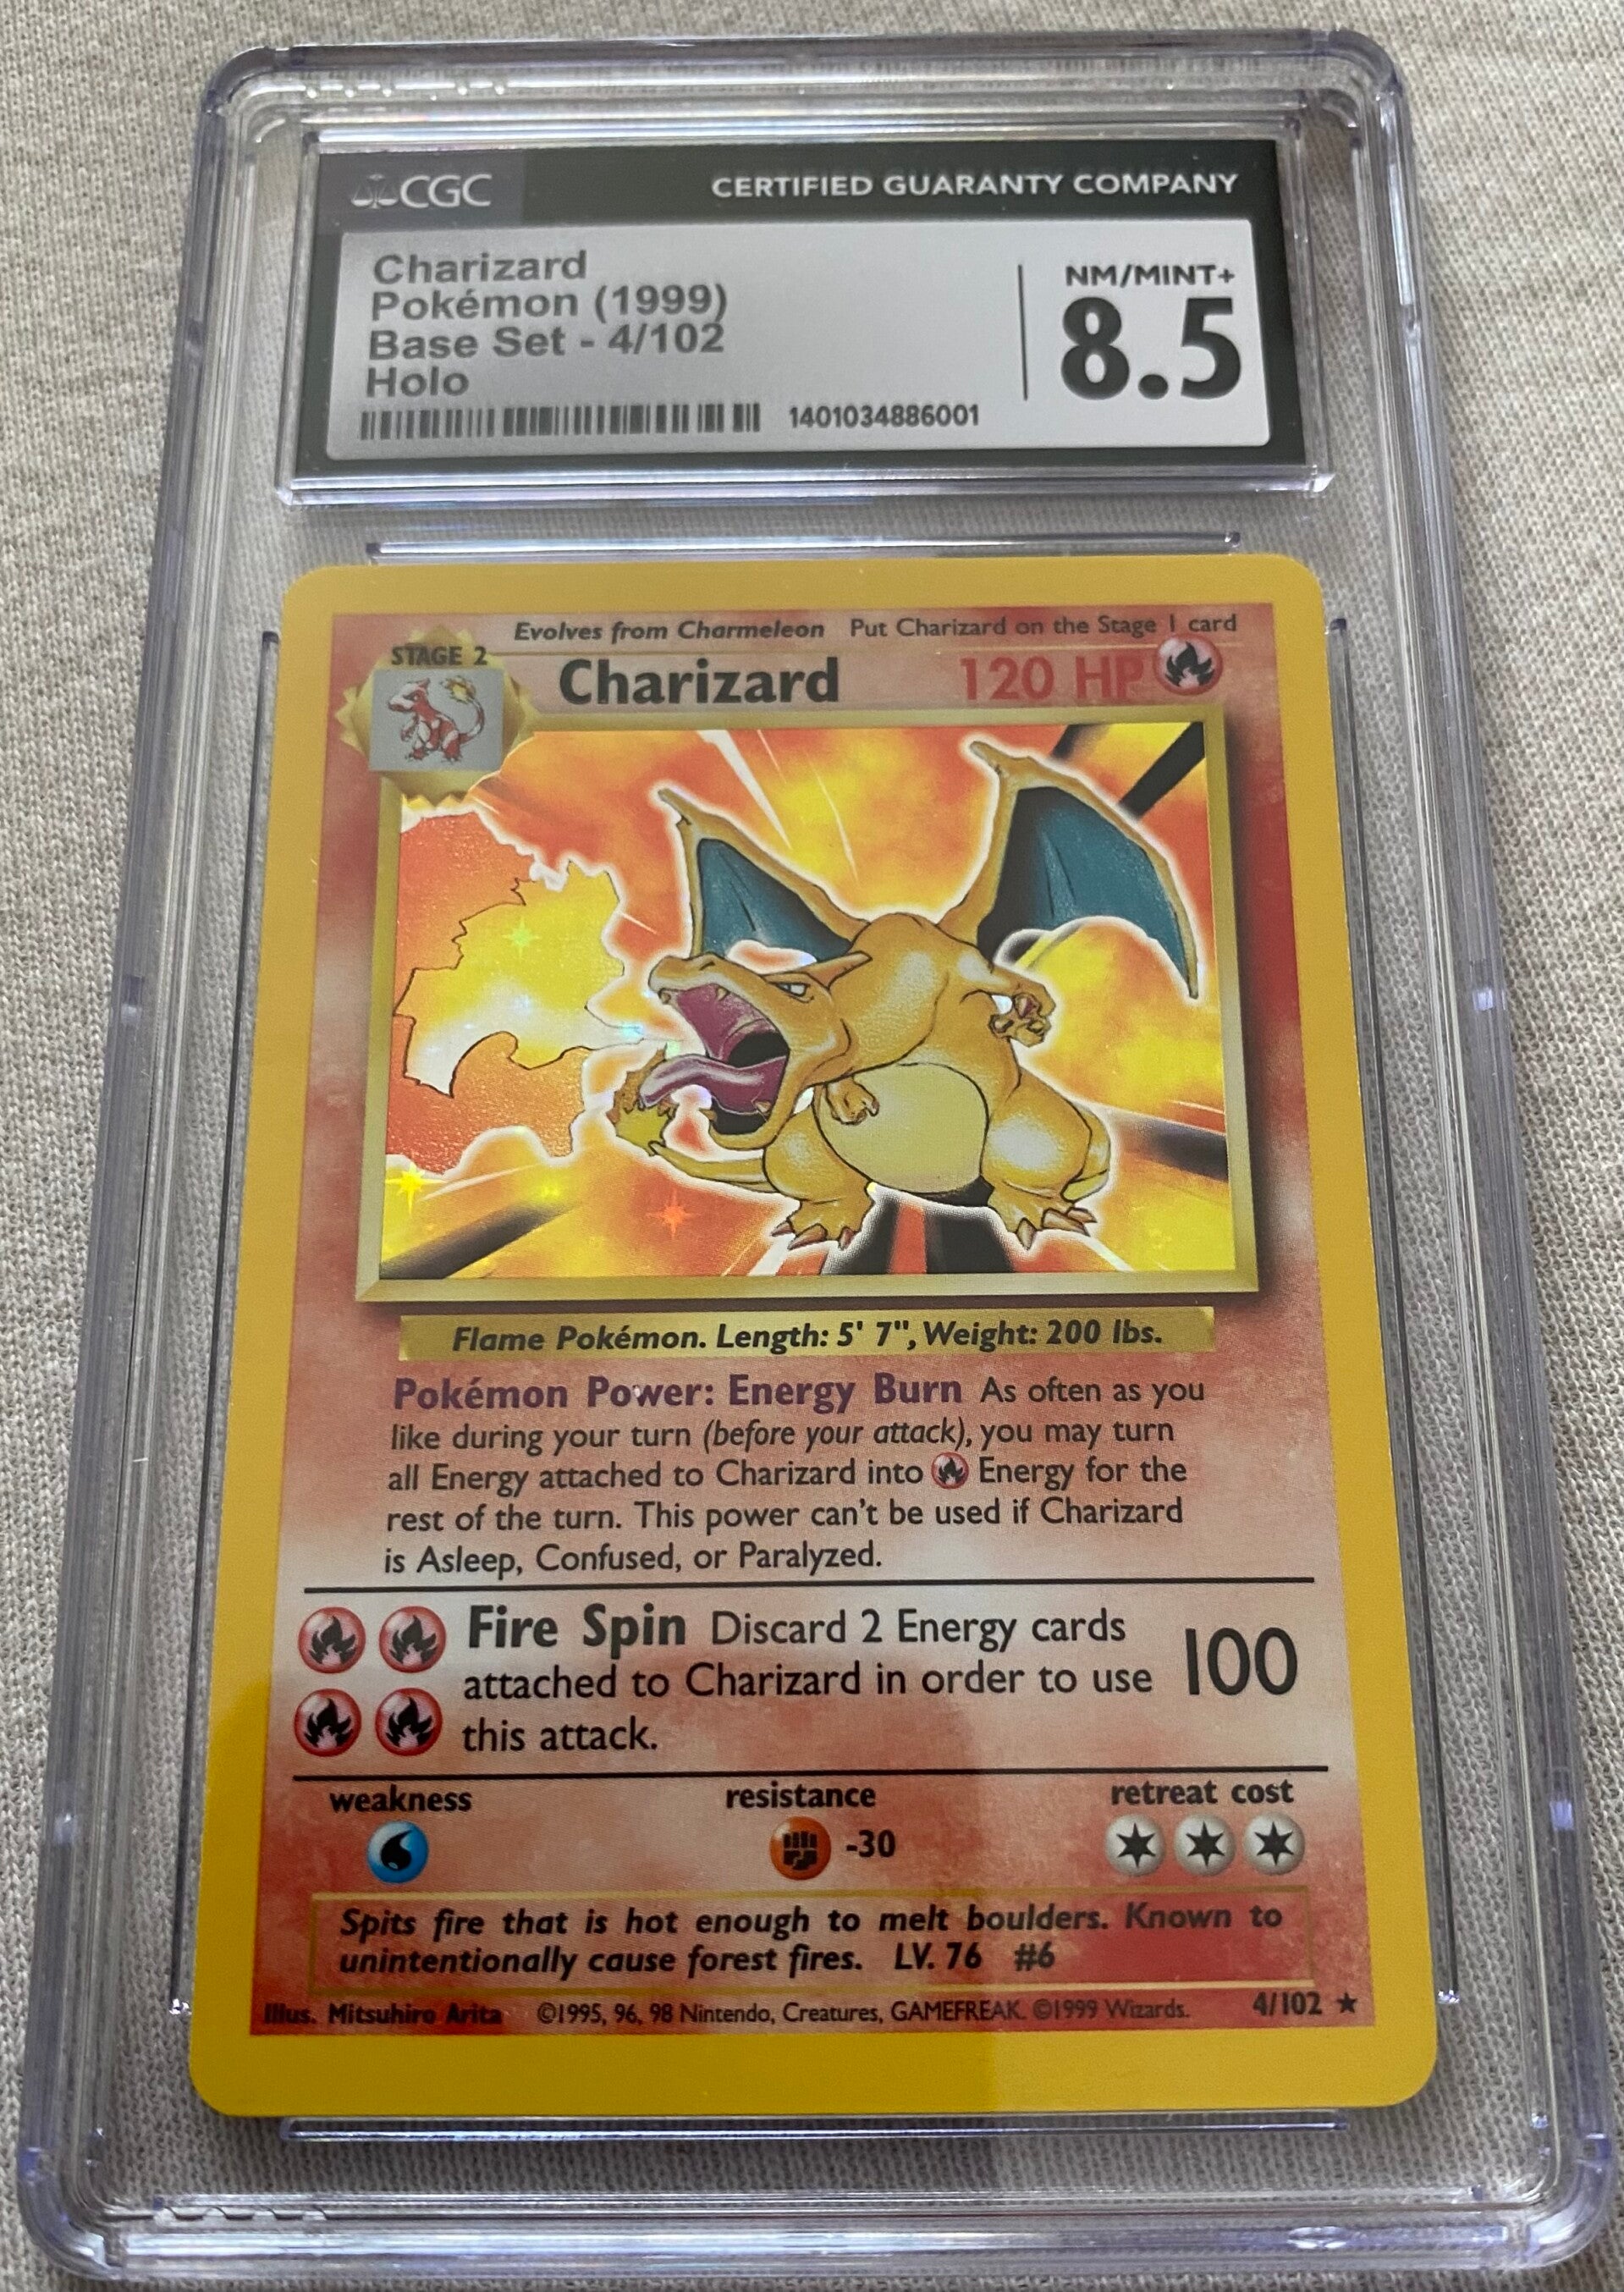 CGC CERTIFIED GUARANTY COMPANY
Charizard
Pokémon (1999)
Base Set - 4/102
Holo
1401034886001
NM/MINT+
8.5
Evolves from Charmeleon Put Charizard on the Stage 1 card
STAGE 2
Charizard 120 HP
Flame Pokémon. Length: 5' 7", Weight: 200 lbs.
Pokémon Power: Energy Burn As often as you
like during your turn (before your attack), you may turn
all Energy attached to Charizard into Energy for the
rest of the turn. This power can't be used if Charizard
is Asleep, Confused, or Paralyzed.
Fire Spin Discard 2 Energy cards
attached to Charizard in order to use 100
this attack.
weakness resistance retreat cost
-30
Spits fire that is hot enough to melt boulders. Known to
unintentionally cause forest fires. LV. 76 #6
Illus. Mitsuhiro Arita ©1995, 96, 98 Nintendo, Creatures, GAMEFREAK. ©1999 Wizards. 4/102 ★